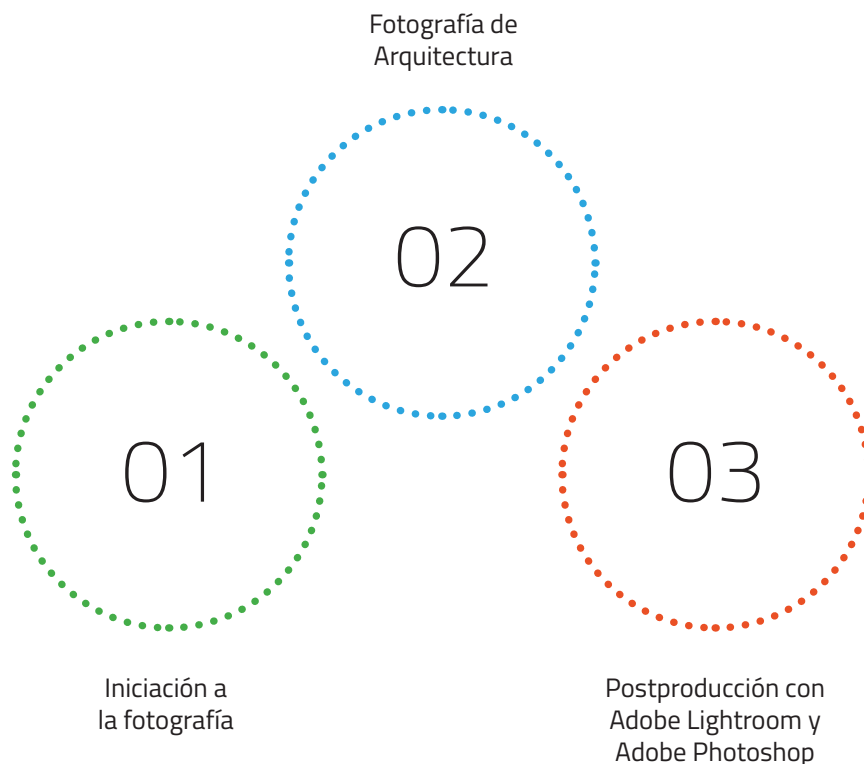 Fotografía de
Arquitectura
02
01
03
Iniciación a
la fotografía
Postproducción con
Adobe Lightroom y
Adobe Photoshop